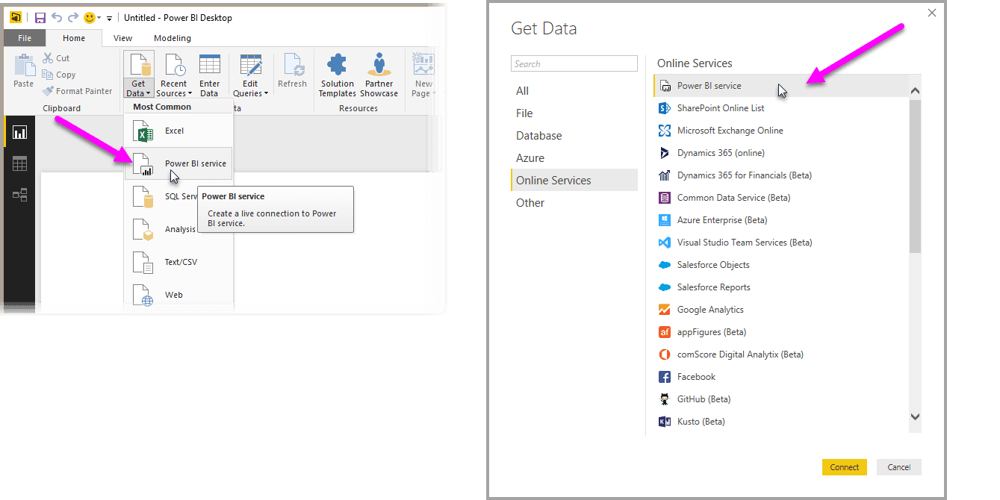 Untitled - Power BI Desktop
File Home View Modeling
Paste
Cut
Copy
Format Painter
Clipboard
Get
Data
Recent
Sources
Enter
Data
Edit
Queries
Refresh
Solution
Templates
Partner
Showcase
Resources
New
Page
ta
Most Common
Excel
Power BI service
SQL Serv
Analysis
Text/CSV
Web
Power BI service
Create a live connection to Power
BI service.
Get Data
Search
All
File
Database
Azure
Online Services
Other
Online Services
Power BI service
SharePoint Online List
Microsoft Exchange Online
Dynamics 365 (online)
Dynamics 365 for Financials (Beta)
Common Data Service (Beta)
Azure Enterprise (Beta)
Visual Studio Team Services (Beta)
Salesforce Objects
Salesforce Reports
Google Analytics
af appFigures (Beta)
comScore Digital Analytix (Beta)
Facebook
GitHub (Beta)
Kusto (Beta)
Connect
Cancel